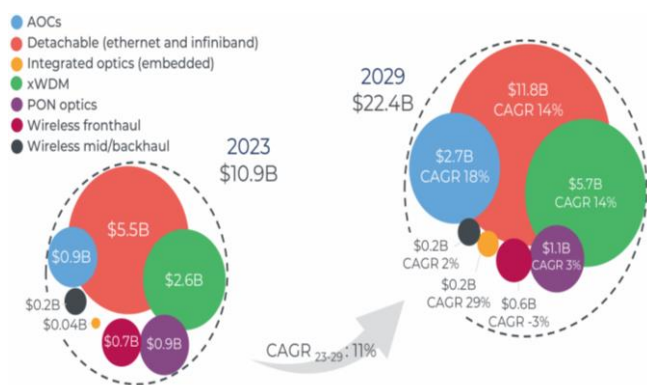 AOCs
Detachable (ethernet and infiniband)
Integrated optics (embedded)
xWDM
PON optics
Wireless fronthaul
Wireless mid/backhaul
2023
$10.9B
$5.5B
$0.9B
$2.6B
$0.2B
$0.04B
$0.7B
$0.9B
CAGR 23-29: 11%
2029
$22.4B
$11.8B
CAGR 14%
$2.7B
CAGR 18%
$5.7B
CAGR 14%
$0.2B
CAGR 2%
$0.2B
CAGR 29%
$0.6B
CAGR -3%
$1.1B
CAGR 3%